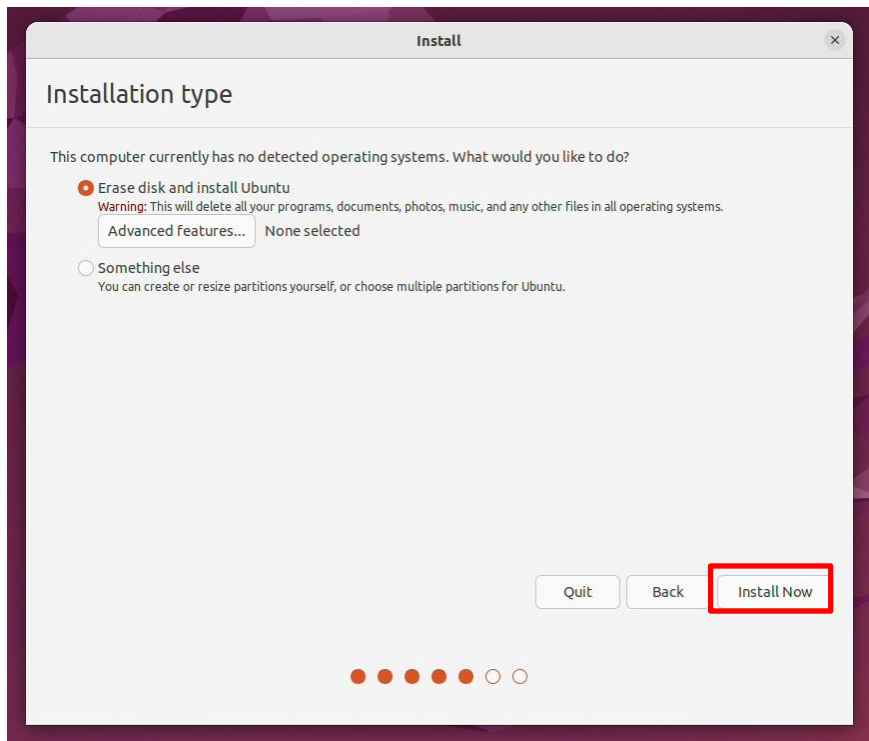 Install
Installation type
This computer currently has no detected operating systems. What would you like to do?
Erase disk and install Ubuntu
Warning: This will delete all your programs, documents, photos, music, and any other files in all operating systems.
Advanced features... None selected
Something else
You can create or resize partitions yourself, or choose multiple partitions for Ubuntu.
Quit Back Install Now